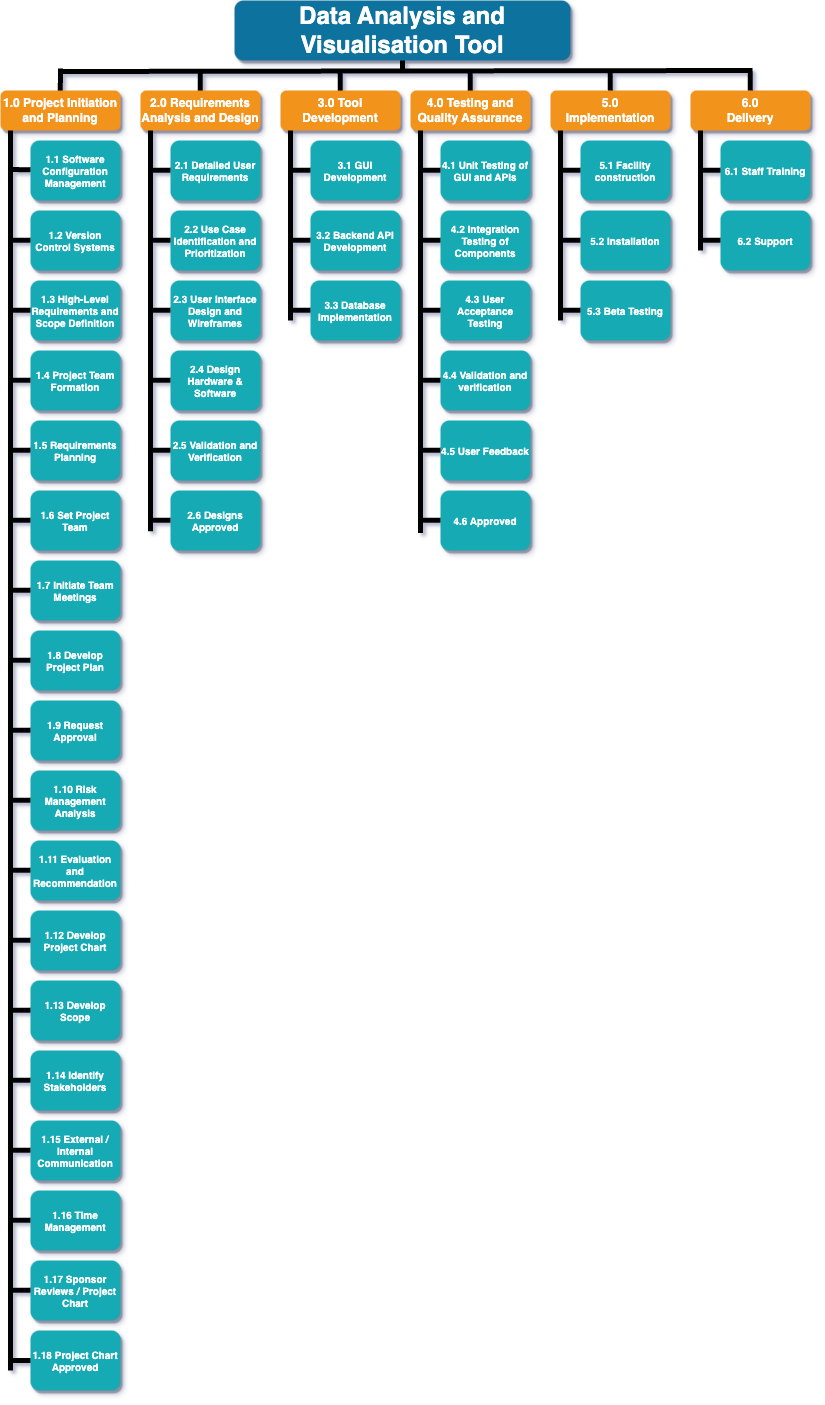 Data Analysis and
Visualisation Tool
1.0 Project Initiation
and Planning
1.1 Software
Configuration
Management
1.2 Version
Control Systems
1.3 High-Level
Requirements and
Scope Definition
1.4 Project Team
Formation
1.5 Requirements
Planning
1.6 Set Project
Team
1.7 Initiate Team
Meetings
1.8 Develop
Project Plan
1.9 Request
Approval
1.10 Risk
Management
Analysis
1.11 Evaluation
and
Recommendation
1.12 Develop
Project Chart
1.13 Develop
Scope
1.14 Identify
Stakeholders
1.15 External /
Internal
Communication
1.16 Time
Management
1.17 Sponsor
Reviews / Project
Chart
1.18 Project Chart
Approved
2.0 Requirements
Analysis and Design
2.1 Detailed User
Requirements
2.2 Use Case
Identification and
Prioritization
2.3 User Interface
Design and
Wireframes
2.4 Design
Hardware &
Software
2.5 Validation and
Verification
2.6 Designs
Approved
3.0 Tool
Development
3.1 GUI
Development
3.2 Backend API
Development
3.3 Database
Implementation
4.0 Testing and
Quality Assurance
4.1 Unit Testing of
GUI and APIs
4.2 Integration
Testing of
Components
4.3 User
Acceptance
Testing
4.4 Validation and
verification
4.5 User Feedback
4.6 Approved
5.0
Implementation
5.1 Facility
construction
5.2 Installation
5.3 Beta Testing
6.0
Delivery
6.1 Staff Training
6.2 Support